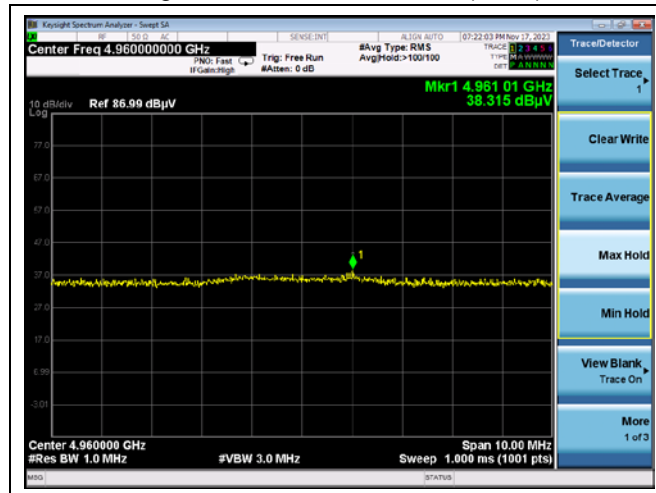 Keysight Spectrum Analyzer - Swept SA
RF 50 Ω AC SENSE:INT ALIGN AUTO 07:22:03 PM Nov 17, 2023
Center Freq 4.960000000 GHz
PNO: Fast
IFGain:High
Trig: Free Run
#Atten: 0 dB
#Avg Type: RMS
Avg|Hold:>100/100
TRACE 1 2 3 4 5 6
TYPE M
DET P A N N N N
Mkr1 4.961 01 GHz
38.315 dBµV
10 dB/div Ref 86.99 dBµV
Log
77.0
67.0
57.0
47.0
37.0
27.0
17.0
6.99
-3.01
1
Center 4.960000 GHz
Span 10.00 MHz
#Res BW 1.0 MHz
#VBW 3.0 MHz
Sweep 1.000 ms (1001 pts)
MSG
STATUS
Trace/Detector
Select Trace
1
Clear Write
Trace Average
Max Hold
Min Hold
View Blank
Trace On
More
1 of 3